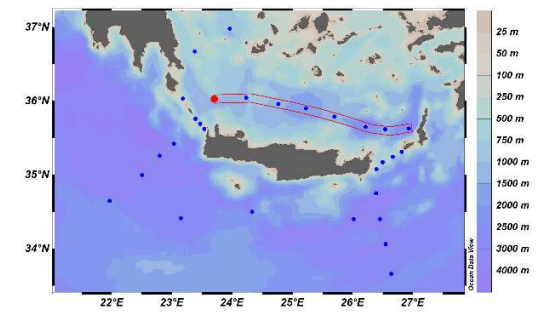 37°N
36°N
35°N
34°N
22°E 23°E 24°E 25°E 26°E 27°E
Ocean Data View
25 m
50 m
100 m
250 m
500 m
750 m
1000 m
1500 m
2000 m
2500 m
3000 m
4000 m